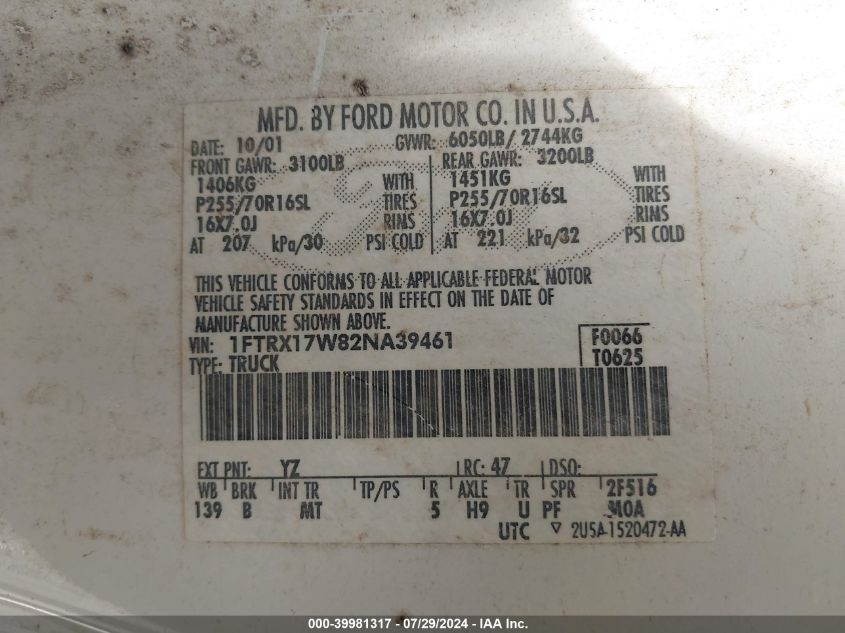 MFD. BY FORD MOTOR CO. IN U.S.A.
DATE: 10/01 GVWR: 6050LB/ 2744KG
FRONT GAWR: 3100LB REAR GAWR: 3200LB
1406KG WITH 1451KG WITH
P255/70R16SL TIRES P255/70R16SL TIRES
16X7.0J RIMS 16X7.0J RIMS
AT 207 kPa/30 PSI COLD AT 221 kPa/32 PSI COLD
THIS VEHICLE CONFORMS TO ALL APPLICABLE FEDERAL MOTOR
VEHICLE SAFETY STANDARDS IN EFFECT ON THE DATE OF
MANUFACTURE SHOWN ABOVE.
VIN: 1FTRX17W82NA39461 F0066
TYPE: TRUCK T0625
EXT PNT: YZ RC: 47 DSO:
WB BRK INT TR TP/PS R AXLE TR SPR 2F516
139 B MT 5 H9 U PF MOA
UTC ▽ 2U5A-1520472-AA
000-39981317 / 07/29/2024 - IAA Inc.